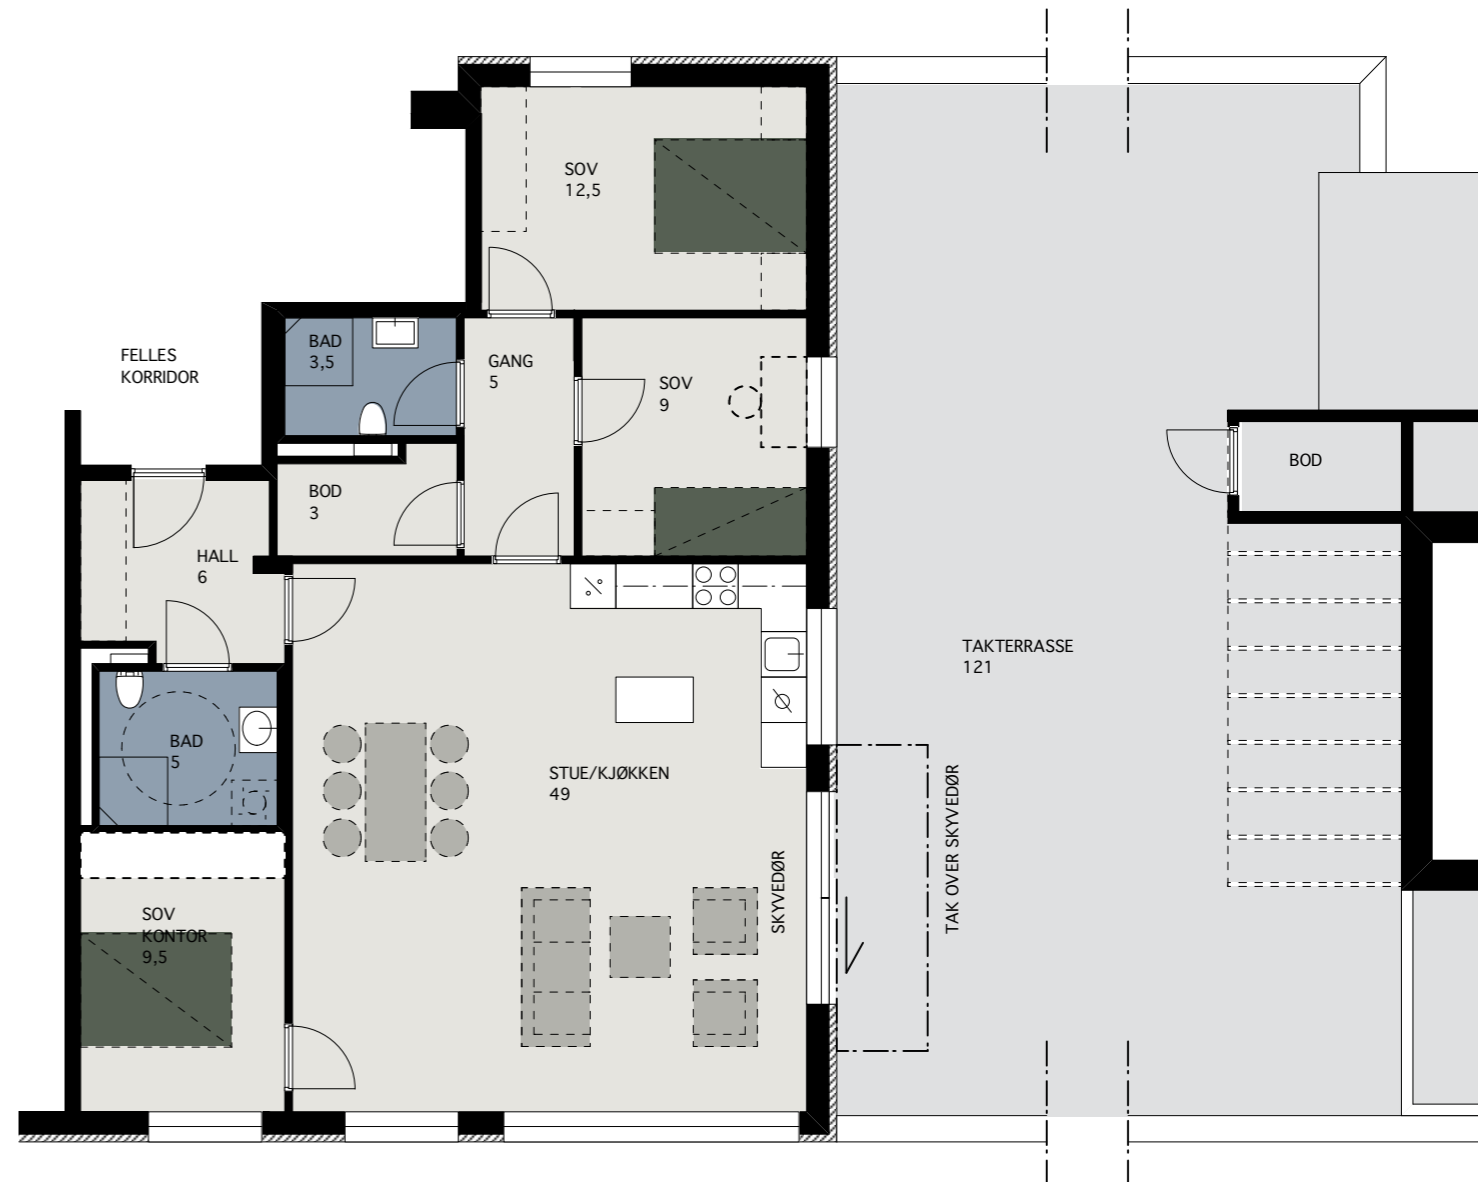 SOV
12,5
FELLES
KORRIDOR
BAD
3,5
GANG
5
SOV
9
BOD
3
BOD
HALL
6
TAKTERRASSE
121
BAD
5
STUE/KJØKKEN
49
SKYVEDØR
TAK OVER SKYVEDØR
SOV
KONTOR
9,5